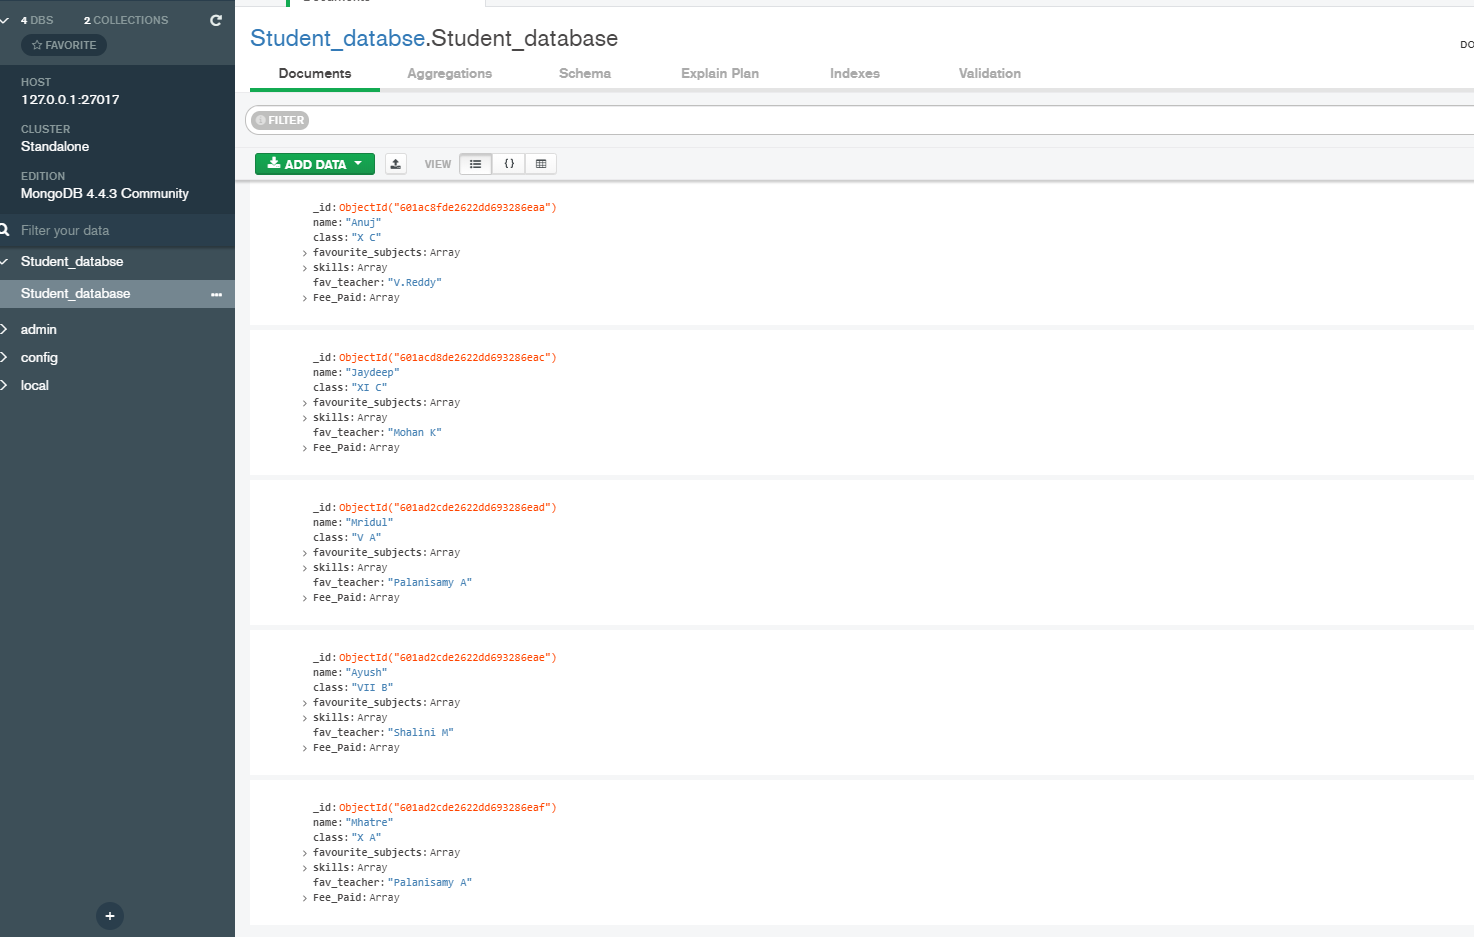 4 DBS 2 COLLECTIONS
FAVORITE
HOST
127.0.0.1:27017
CLUSTER
Standalone
EDITION
MongoDB 4.4.3 Community
Filter your data
Student_databse
Student_database
admin
config
local
Student_databse.Student_database
Documents Aggregations Schema Explain Plan Indexes Validation
FILTER
ADD DATA VIEW {}
_id: ObjectId("601ac8fde2622dd693286eaa")
name: "Anuj"
class: "X C"
favourite_subjects: Array
skills: Array
fav_teacher: "V.Reddy"
Fee_Paid: Array
_id: ObjectId("601acd8de2622dd693286eac")
name: "Jaydeep"
class: "XI C"
favourite_subjects: Array
skills: Array
fav_teacher: "Mohan K"
Fee_Paid: Array
_id: ObjectId("601ad2cde2622dd693286ead")
name: "Mridul"
class: "V A"
favourite_subjects: Array
skills: Array
fav_teacher: "Palanisamy A"
Fee_Paid: Array
_id: ObjectId("601ad2cde2622dd693286eae")
name: "Ayush"
class: "VII B"
favourite_subjects: Array
skills: Array
fav_teacher: "Shalini M"
Fee_Paid: Array
_id: ObjectId("601ad2cde2622dd693286eaf")
name: "Mhatre"
class: "X A"
favourite_subjects: Array
skills: Array
fav_teacher: "Palanisamy A"
Fee_Paid: Array